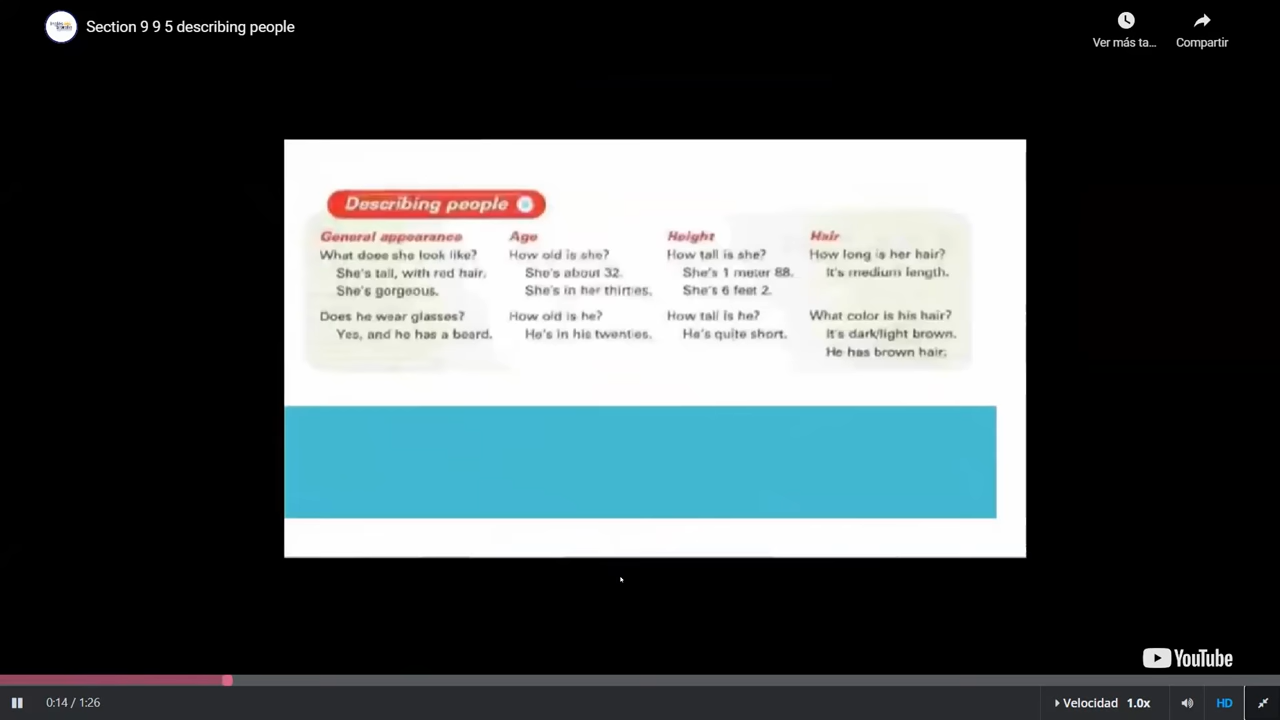 Section 9 9 5 describing people
Ver más ta...
Compartir
Describing people
General appearance
What does she look like?
She's tall, with red hair.
She's gorgeous.
Does he wear glasses?
Yes, and he has a beard.
Age
How old is she?
She's about 32.
She's in her thirties.
How old is he?
He's in his twenties.
Height
How tall is she?
She's 1 meter 88.
She's 6 feet 2.
How tall is he?
He's quite short.
Hair
How long is her hair?
It's medium length.
What color is his hair?
It's dark/light brown.
He has brown hair.
YouTube
0:14 / 1:26
Velocidad 1.0x
HD